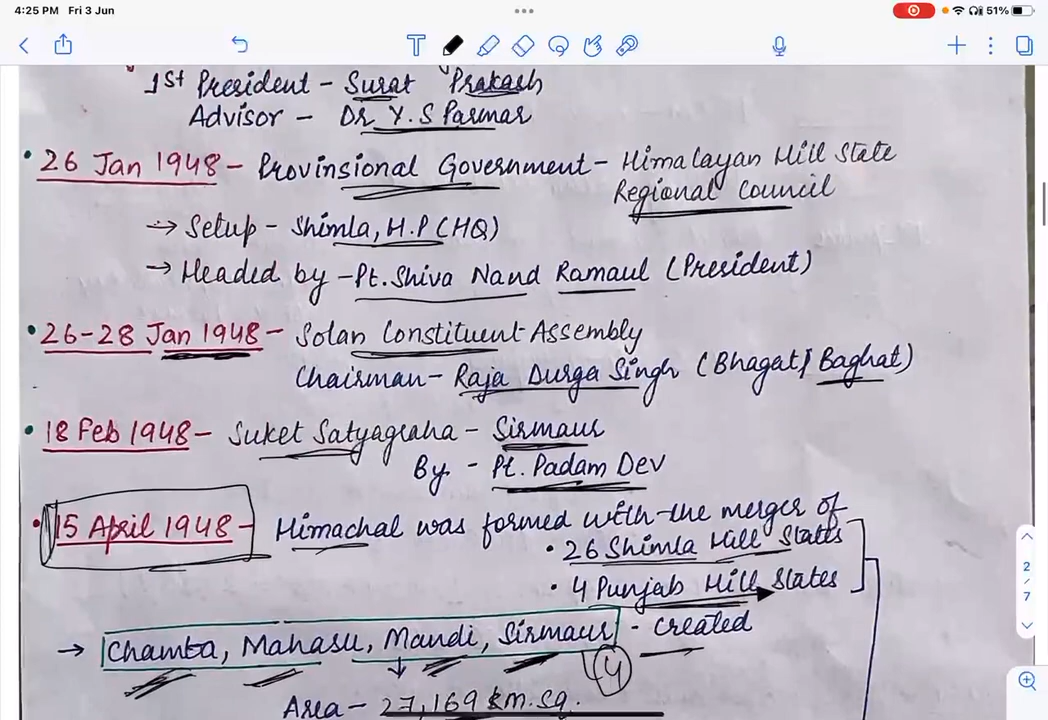 4:25 PM Fri 3 Jun
51%
1st President - Surat Prakash
Advisor - Dr Y.S Parmar
• 26 Jan 1948 - Provinsional Government - Himalayan Hill State
Regional Council
→ Setup - Shimla, H.P (HQ)
→ Headed by - Pt. Shiva Nand Ramaul (President)
• 26-28 Jan 1948 - Solan Constituent Assembly
Chairman - Raja Durga Singh (Bhagat/ Baghat)
• 18 Feb 1948 - Suket Satyagraha - Sirmaur
By - Pt. Padam Dev
• 15 April 1948 - Himachal was formed with the merger of
• 26 Shimla Hill States
• 4 Punjab Hill States
→ Chamba, Mahasu, Mandi, Sirmaur - created
4
Area - 27,169 km.sq.
2
/
7